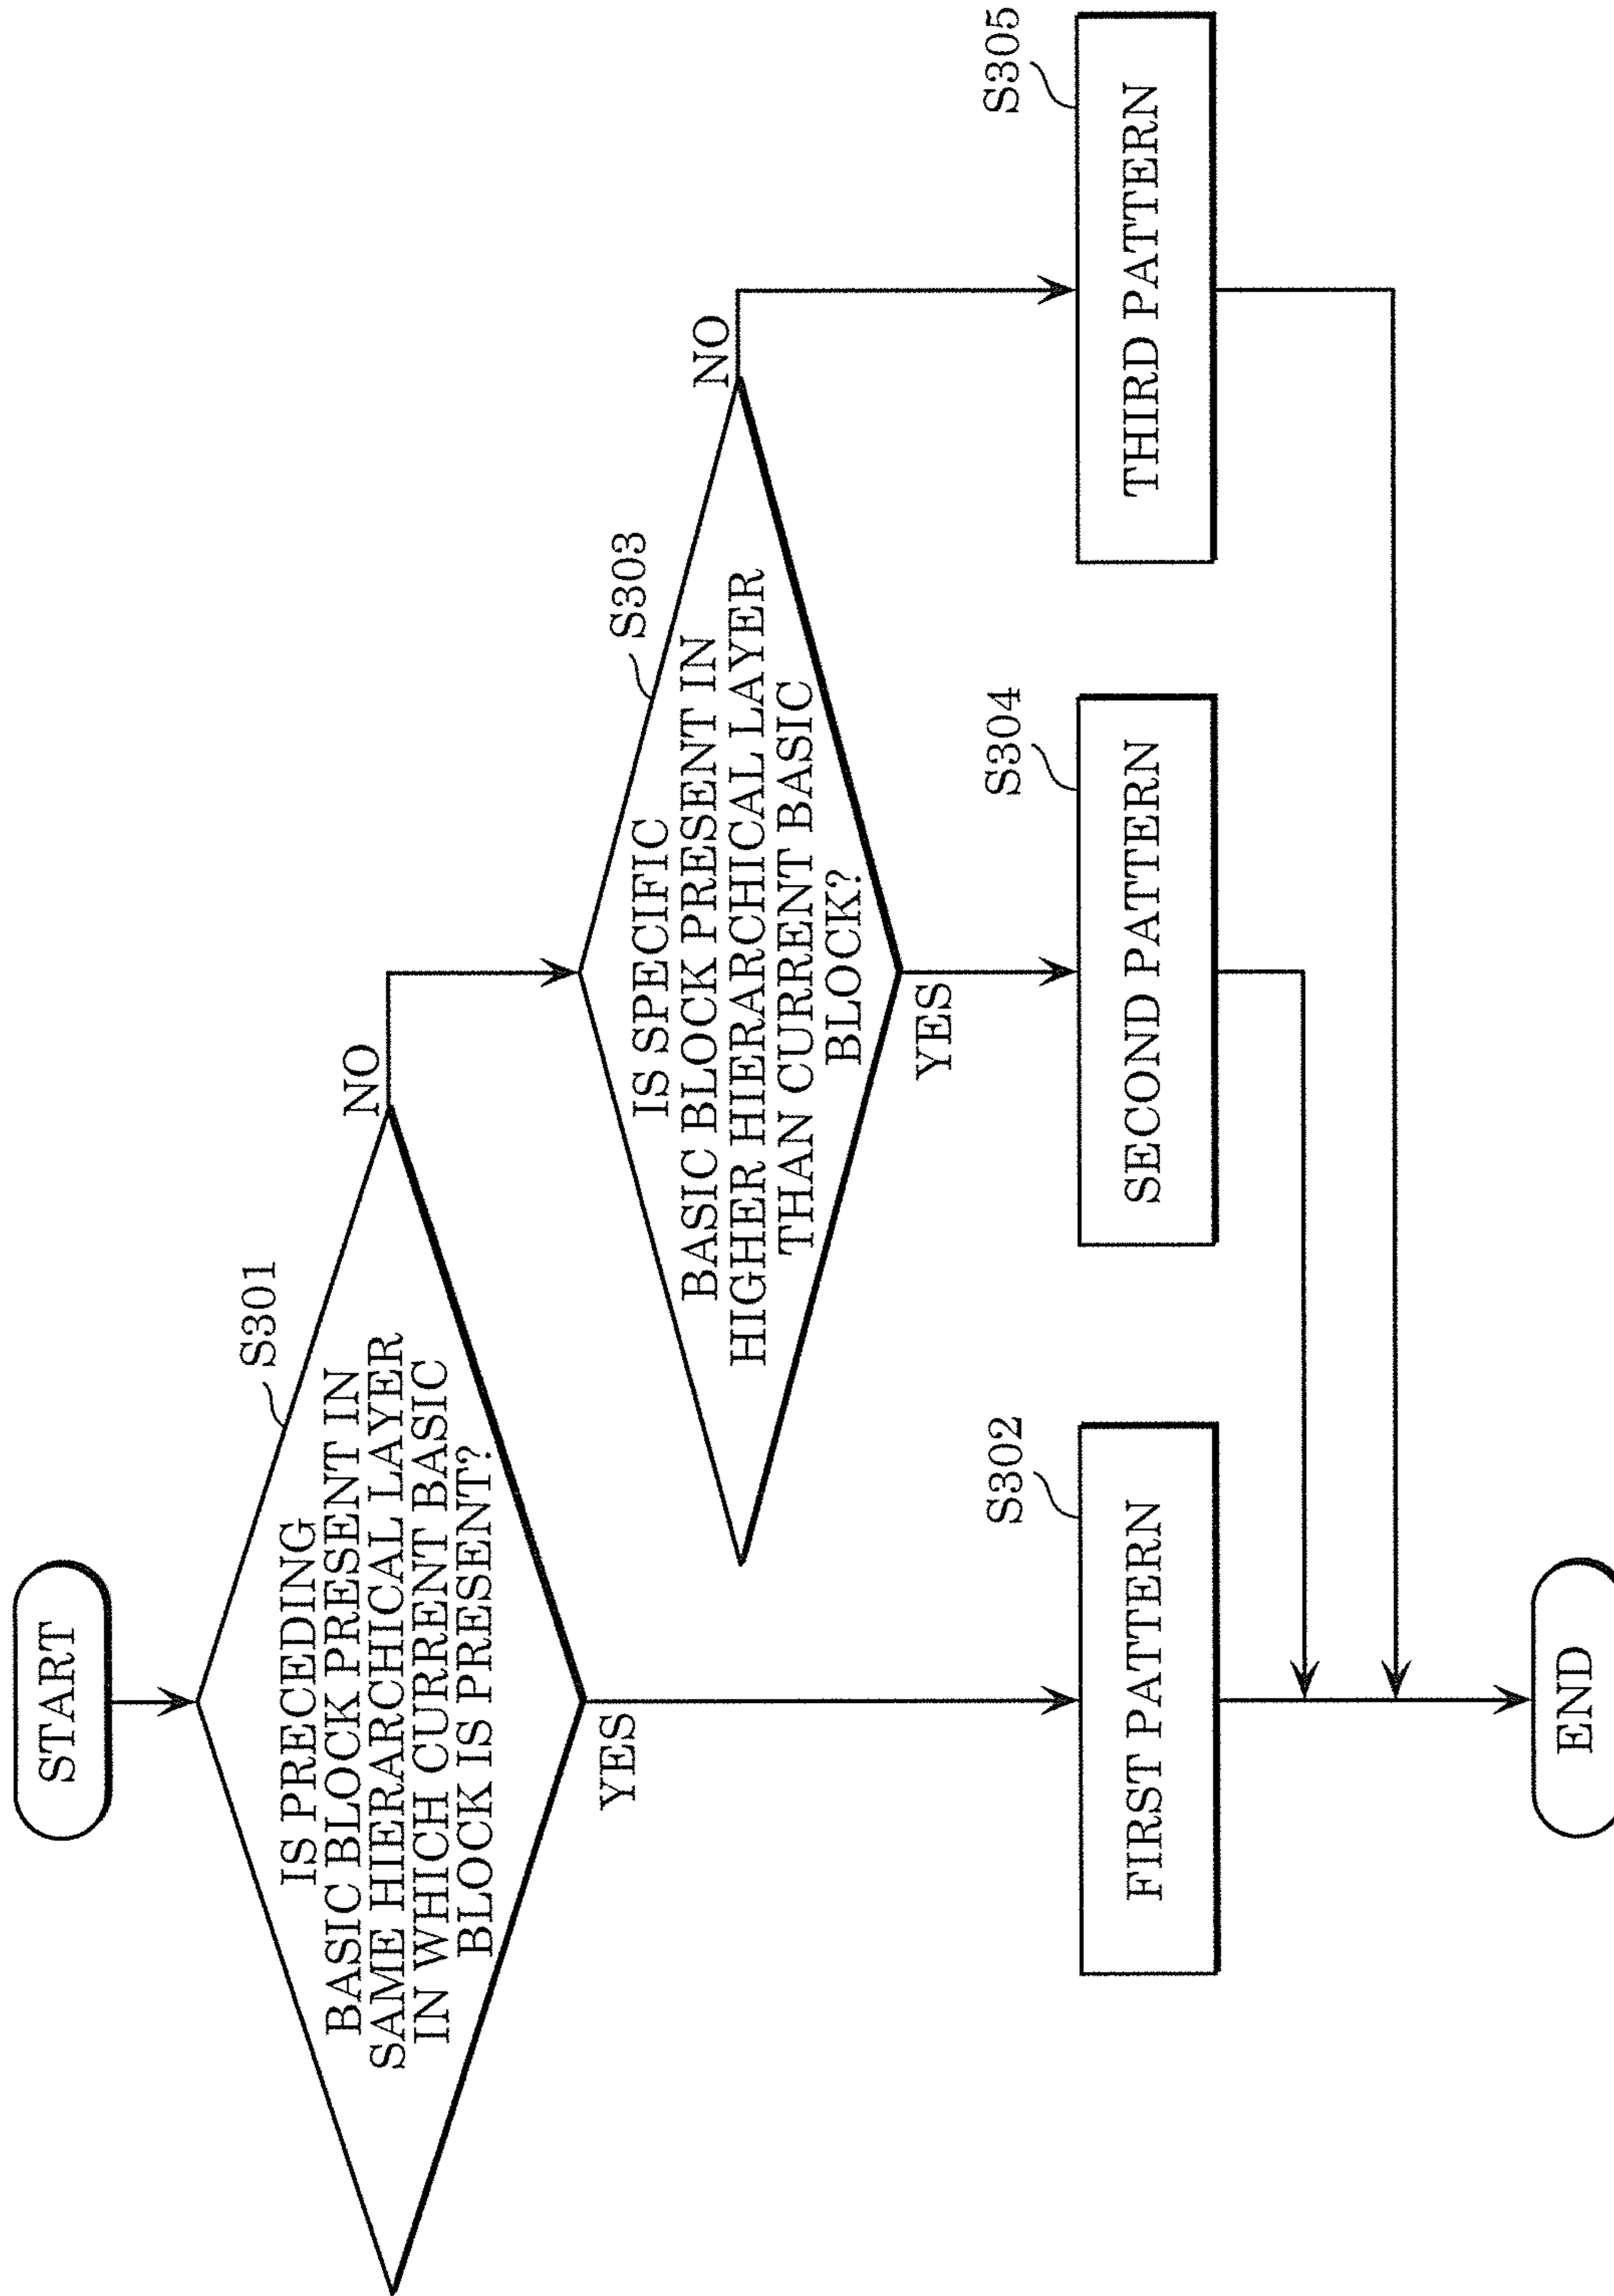 START
S301
IS PRECEDING
BASIC BLOCK PRESENT IN
SAME HIERARCHICAL LAYER
IN WHICH CURRENT BASIC
BLOCK IS PRESENT?
NO
YES
S303
IS SPECIFIC
BASIC BLOCK PRESENT IN
HIGHER HIERARCHICAL LAYER
THAN CURRENT BASIC
BLOCK?
NO
YES
S302
FIRST PATTERN
S304
SECOND PATTERN
S305
THIRD PATTERN
END